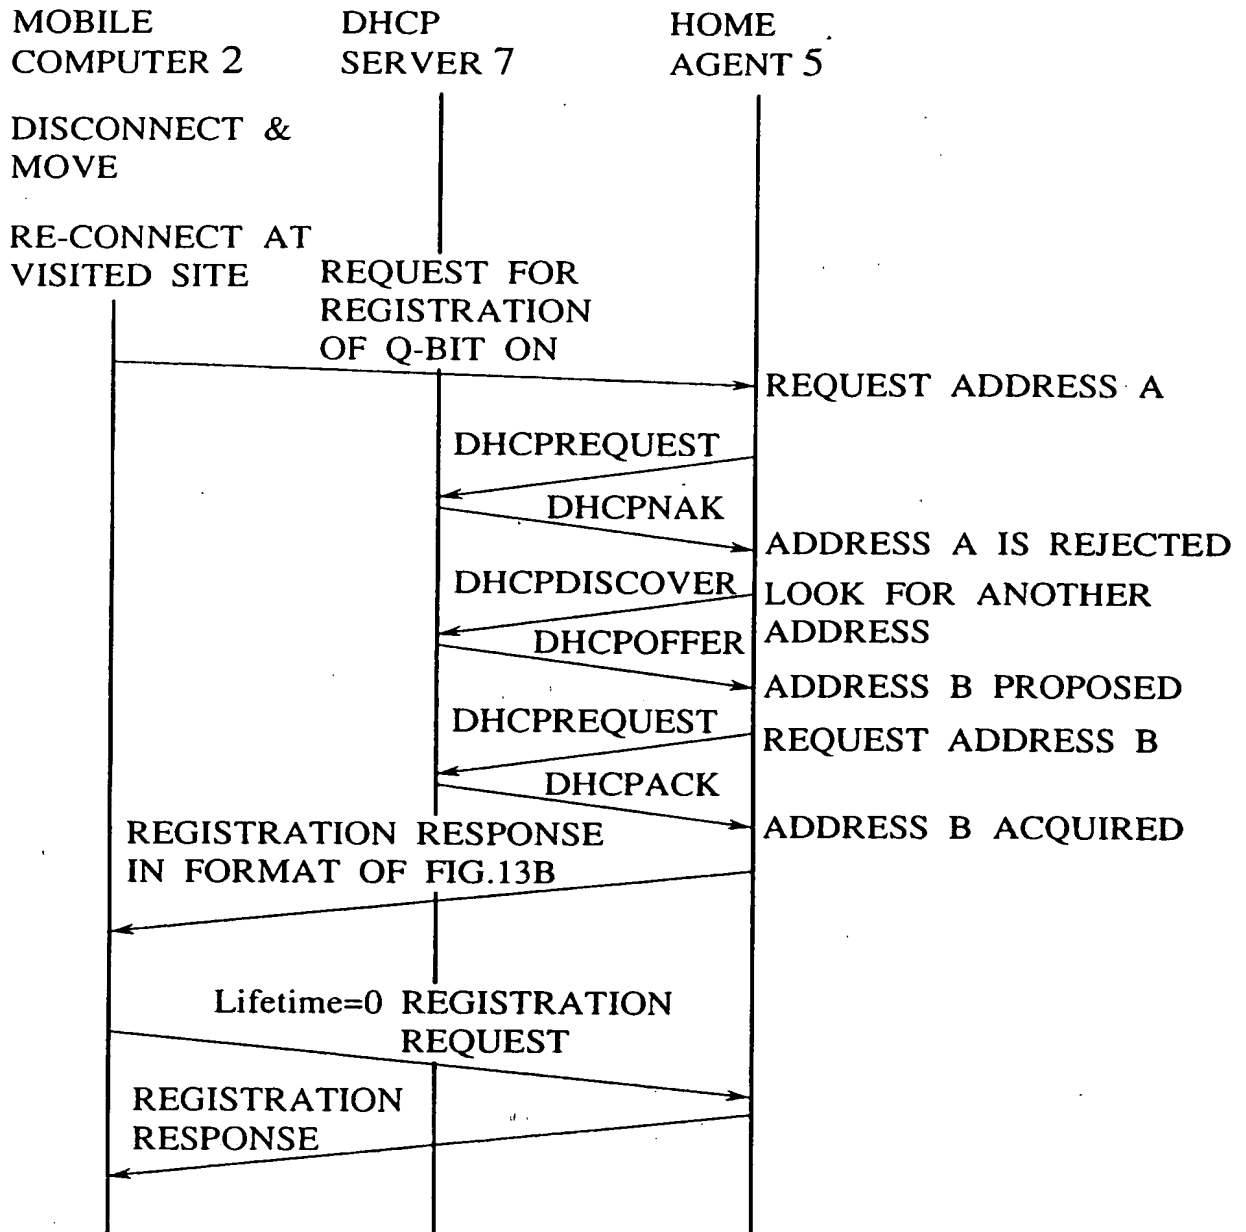 MOBILE
COMPUTER 2
DHCP
SERVER 7
HOME
AGENT 5
DISCONNECT &
MOVE
RE-CONNECT AT
VISITED SITE
REQUEST FOR
REGISTRATION
OF Q-BIT ON
REQUEST ADDRESS A
DHCPREQUEST
DHCPNAK
ADDRESS A IS REJECTED
DHCPDISCOVER
LOOK FOR ANOTHER
ADDRESS
DHCPOFFER
ADDRESS B PROPOSED
DHCPREQUEST
REQUEST ADDRESS B
DHCPACK
ADDRESS B ACQUIRED
REGISTRATION RESPONSE
IN FORMAT OF FIG.13B
Lifetime=0 REGISTRATION
REQUEST
REGISTRATION
RESPONSE